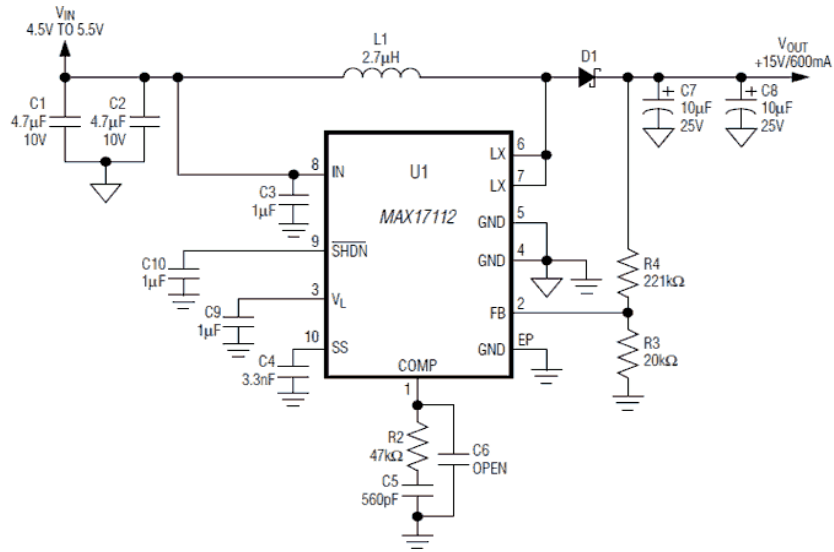 VIN
4.5V TO 5.5V
L1
2.7µH
D1
VOUT
+15V/600mA
C1
4.7µF
10V
C2
4.7µF
10V
C7
+
10µF
25V
C8
+
10µF
25V
C3
1µF
8
IN
U1
MAX17112
LX
6
LX
7
GND
5
GND
4
9
SHDN
C10
1µF
3
VL
C9
1µF
10
SS
C4
3.3nF
FB
2
GND
EP
R4
221kΩ
R3
20kΩ
COMP
1
R2
47kΩ
C6
OPEN
C5
560pF